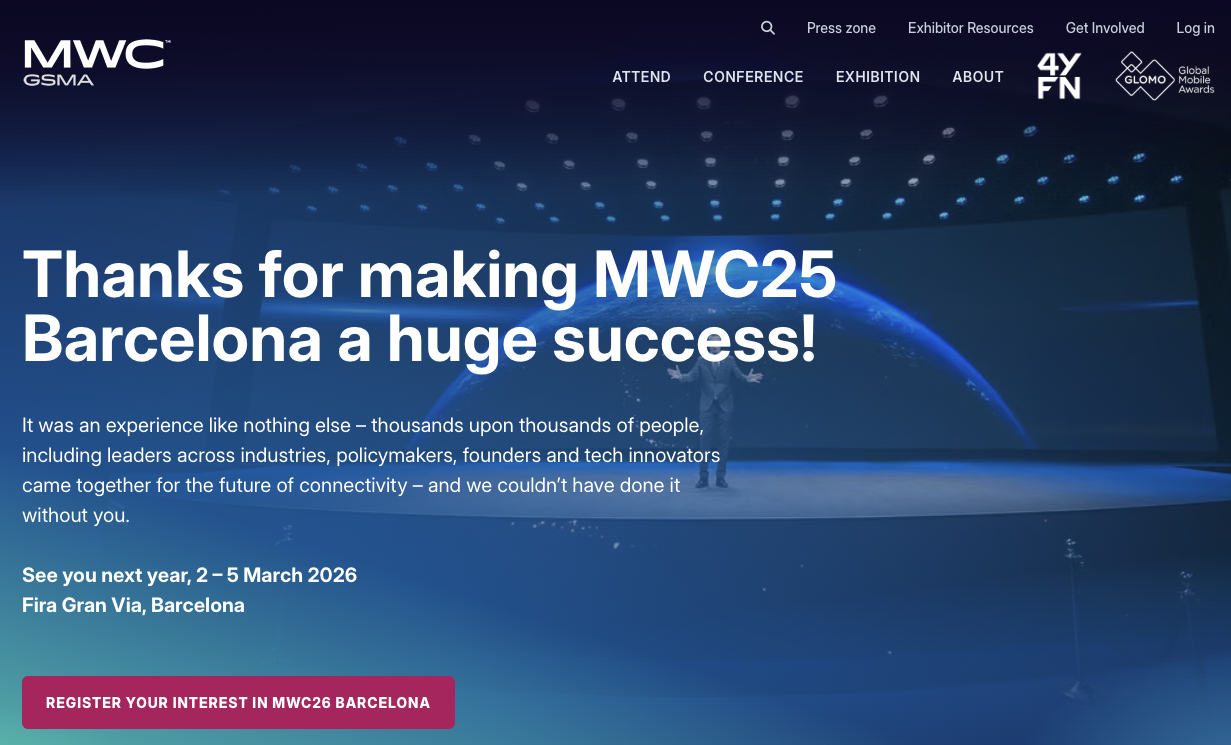 Press zone
Exhibitor Resources
Get Involved
Log in
MWC™
GSMA
ATTEND
CONFERENCE
EXHIBITION
ABOUT
4Y
FN
GLOMO
Global
Mobile
Awards
Thanks for making MWC25
Barcelona a huge success!
It was an experience like nothing else – thousands upon thousands of people,
including leaders across industries, policymakers, founders and tech innovators
came together for the future of connectivity – and we couldn’t have done it
without you.
See you next year, 2 – 5 March 2026
Fira Gran Via, Barcelona
REGISTER YOUR INTEREST IN MWC26 BARCELONA